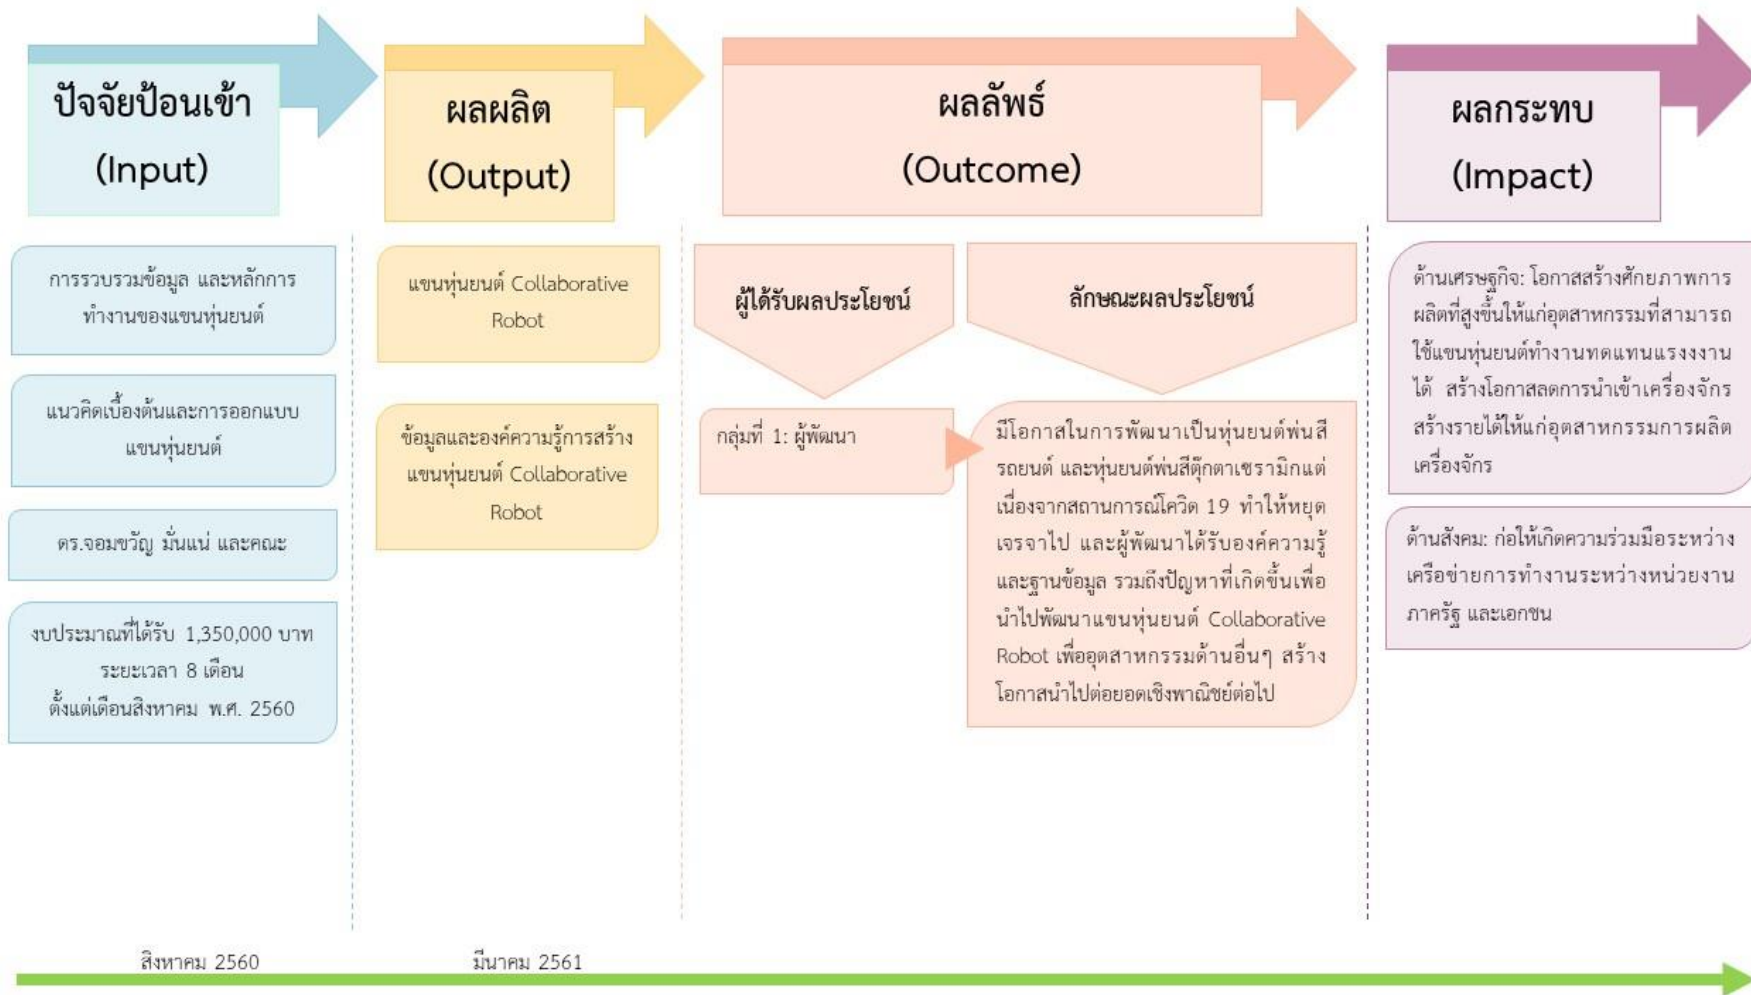 ปัจจัยป้อนเข้า
(Input)
การรวบรวมข้อมูล และหลักการ
ทำงานของแขนหุ่นยนต์
แนวคิดเบื้องต้นและการออกแบบ
แขนหุ่นยนต์
ดร.จอมขวัญ มั่นแน่ และคณะ
งบประมาณที่ได้รับ 1,350,000 บาท
ระยะเวลา 8 เดือน
ตั้งแต่เดือนสิงหาคม พ.ศ. 2560
ผลผลิต
(Output)
แขนหุ่นยนต์ Collaborative
Robot
ข้อมูลและองค์ความรู้การสร้าง
แขนหุ่นยนต์ Collaborative
Robot
ผลลัพธ์
(Outcome)
ผู้ได้รับผลประโยชน์
กลุ่มที่ 1: ผู้พัฒนา
ลักษณะผลประโยชน์
มีโอกาสในการพัฒนาเป็นหุ่นยนต์พ่นสี
รถยนต์ และหุ่นยนต์พ่นสีตุ๊กตาเซรามิกแต่
เนื่องจากสถานการณ์โควิด 19 ทำให้หยุด
เจรจาไป และผู้พัฒนาได้รับองค์ความรู้
และฐานข้อมูล รวมถึงปัญหาที่เกิดขึ้นเพื่อ
นำไปพัฒนาแขนหุ่นยนต์ Collaborative
Robot เพื่ออุตสาหกรรมด้านอื่นๆ สร้าง
โอกาสนำไปต่อยอดเชิงพาณิชย์ต่อไป
ผลกระทบ
(Impact)
ด้านเศรษฐกิจ: โอกาสสร้างศักยภาพการ
ผลิตที่สูงขึ้นให้แก่อุตสาหกรรมที่สามารถ
ใช้แขนหุ่นยนต์ทำงานทดแทนแรงงงาน
ได้ สร้างโอกาสลดการนำเข้าเครื่องจักร
สร้างรายได้ให้แก่อุตสาหกรรมการผลิต
เครื่องจักร
ด้านสังคม: ก่อให้เกิดความร่วมมือระหว่าง
เครือข่ายการทำงานระหว่างหน่วยงาน
ภาครัฐ และเอกชน
สิงหาคม 2560
มีนาคม 2561